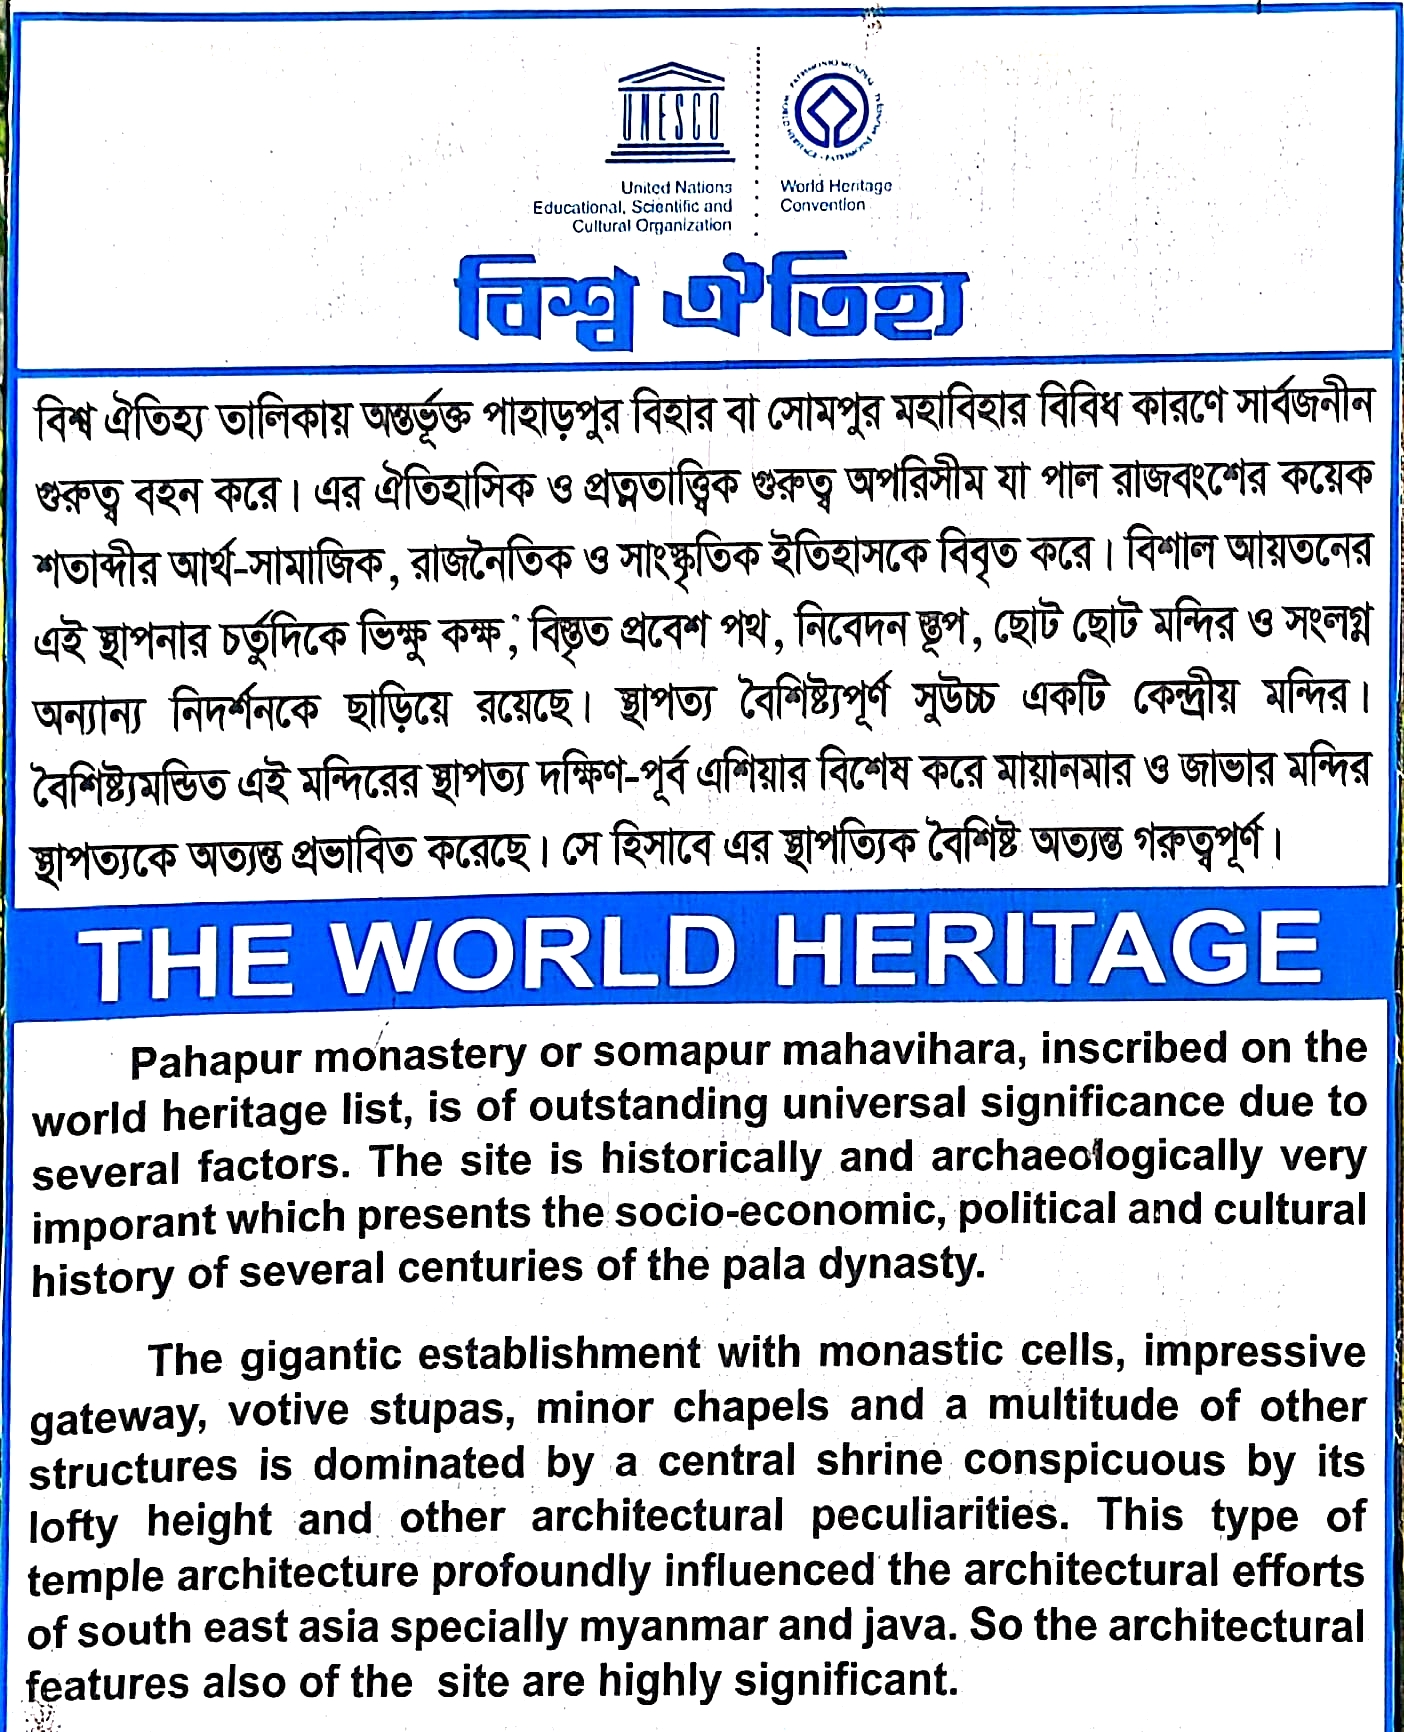 UNESCO
United Nations
Educational, Scientific and
Cultural Organization
World Heritage
Convention
বিশ্ব ঐতিহ্য
বিশ্ব ঐতিহ্য তালিকায় অন্তর্ভূক্ত পাহাড়পুর বিহার বা সোমপুর মহাবিহার বিবিধ কারণে সার্বজনীন
গুরুত্ব বহন করে। এর ঐতিহাসিক ও প্রত্নতাত্ত্বিক গুরুত্ব অপরিসীম যা পাল রাজবংশের কয়েক
শতাব্দীর আর্থ-সামাজিক, রাজনৈতিক ও সাংস্কৃতিক ইতিহাসকে বিবৃত করে। বিশাল আয়তনের
এই স্থাপনার চর্তুদিকে ভিক্ষু কক্ষ, বিস্তৃত প্রবেশ পথ, নিবেদন স্তূপ, ছোট ছোট মন্দির ও সংলগ্ন
অন্যান্য নিদর্শনকে ছাড়িয়ে রয়েছে। স্থাপত্য বৈশিষ্ট্যপূর্ণ সুউচ্চ একটি কেন্দ্রীয় মন্দির।
বৈশিষ্ট্যমন্ডিত এই মন্দিরের স্থাপত্য দক্ষিণ-পূর্ব এশিয়ার বিশেষ করে মায়ানমার ও জাভার মন্দির
স্থাপত্যকে অত্যন্ত প্রভাবিত করেছে। সে হিসাবে এর স্থাপত্যিক বৈশিষ্ট অত্যন্ত গরুত্বপূর্ণ।
THE WORLD HERITAGE
Pahapur monastery or somapur mahavihara, inscribed on the
world heritage list, is of outstanding universal significance due to
several factors. The site is historically and archaeologically very
imporant which presents the socio-economic, political and cultural
history of several centuries of the pala dynasty.
The gigantic establishment with monastic cells, impressive
gateway, votive stupas, minor chapels and a multitude of other
structures is dominated by a central shrine conspicuous by its
lofty height and other architectural peculiarities. This type of
temple architecture profoundly influenced the architectural efforts
of south east asia specially myanmar and java. So the architectural
features also of the site are highly significant.